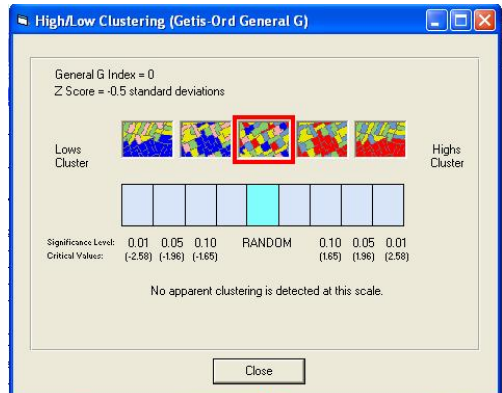 High/Low Clustering (Getis-Ord General G)
General G Index = 0
Z Score = -0.5 standard deviations
Lows
Cluster
Highs
Cluster
Significance Level: 0.01 0.05 0.10 RANDOM 0.10 0.05 0.01
Critical Values: (-2.58) (-1.96) (-1.65) (1.65) (1.96) (2.58)
No apparent clustering is detected at this scale.
Close